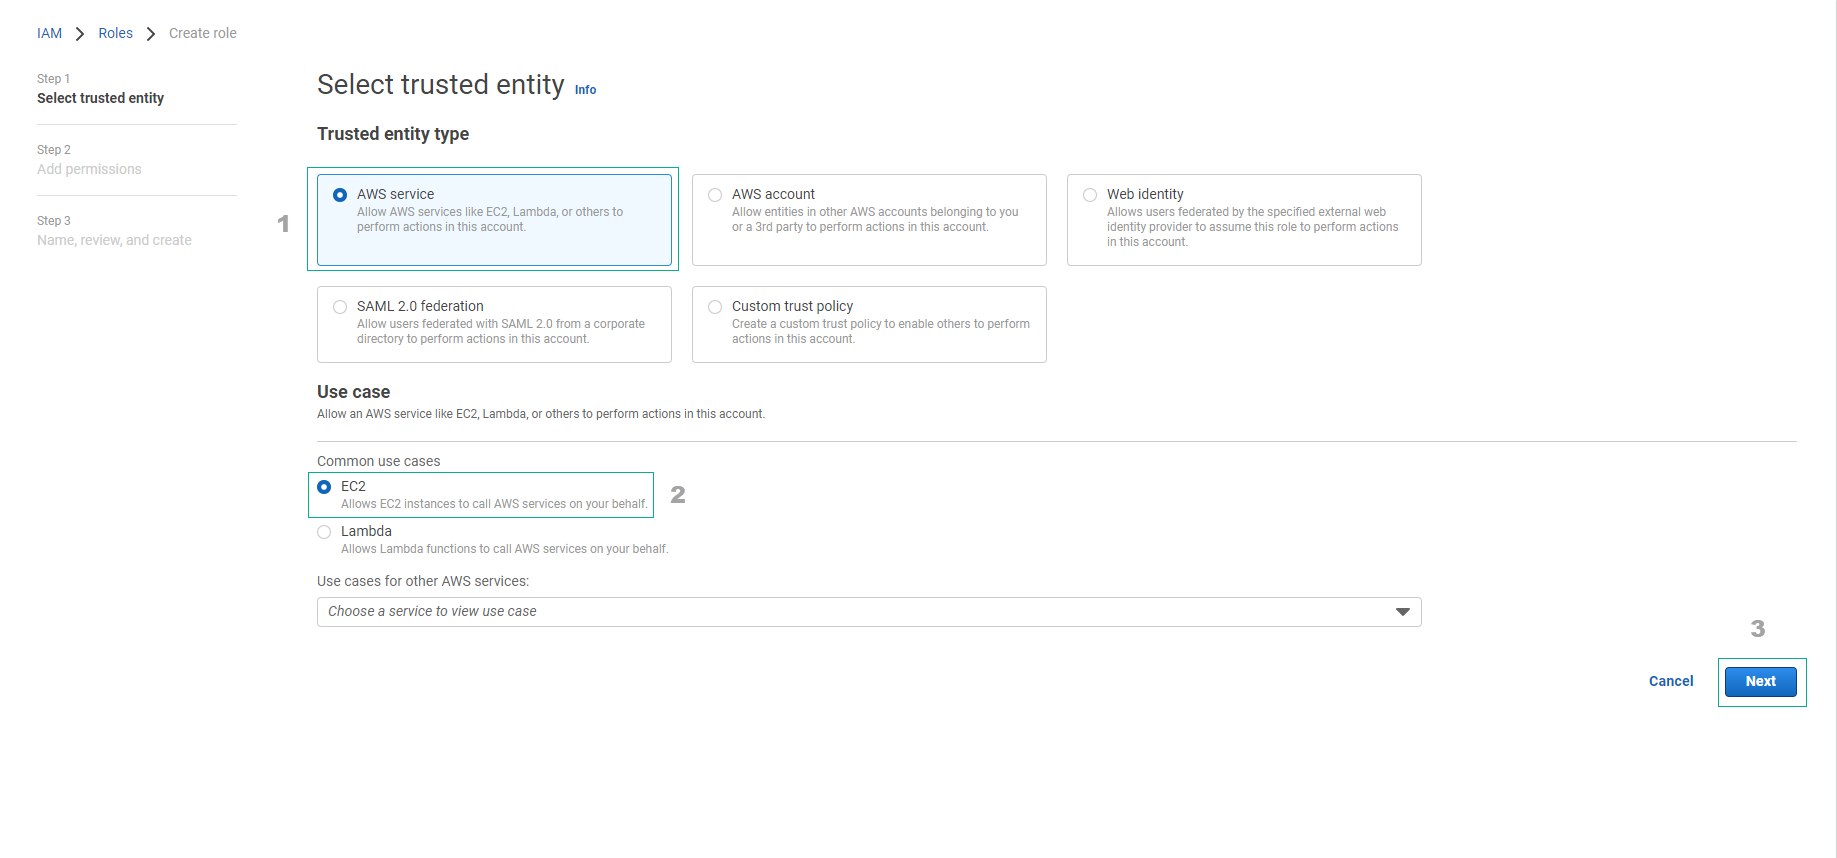 IAM > Roles > Create role
Step 1
Select trusted entity
Step 2
Add permissions
Step 3
Name, review, and create
Select trusted entity Info
Trusted entity type
1
AWS service
Allow AWS services like EC2, Lambda, or others to
perform actions in this account.
AWS account
Allow entities in other AWS accounts belonging to you
or a 3rd party to perform actions in this account.
Web identity
Allows users federated by the specified external web
identity provider to assume this role to perform actions
in this account.
SAML 2.0 federation
Allow users federated with SAML 2.0 from a corporate
directory to perform actions in this account.
Custom trust policy
Create a custom trust policy to enable others to perform
actions in this account.
Use case
Allow an AWS service like EC2, Lambda, or others to perform actions in this account.
Common use cases
EC2
Allows EC2 instances to call AWS services on your behalf.
2
Lambda
Allows Lambda functions to call AWS services on your behalf.
Use cases for other AWS services:
Choose a service to view use case
3
Cancel
Next